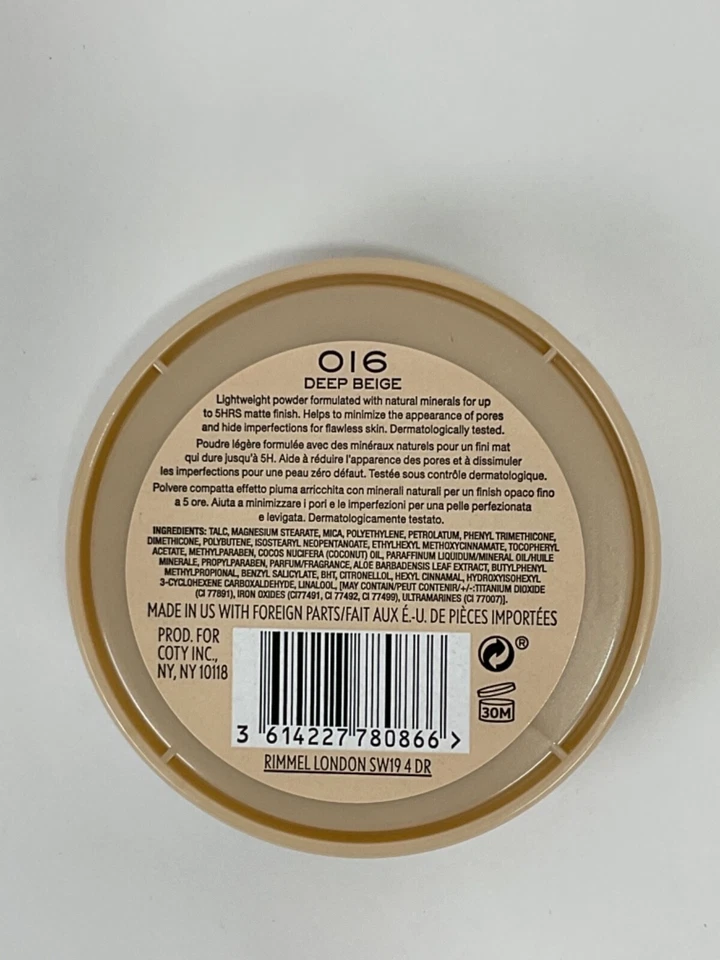 016
DEEP BEIGE
Lightweight powder formulated with natural minerals for up
to 5HRS matte finish. Helps to minimize the appearance of pores
and hide imperfections for flawless skin. Dermatologically tested.
Poudre légère formulée avec des minéraux naturels pour un fini mat
qui dure jusqu'à 5H. Aide à réduire l'apparence des pores et à dissimuler
les imperfections pour une peau zéro défaut. Testée sous contrôle dermatologique.
Polvere compatta effetto piuma arricchita con minerali naturali per un finish opaco fino
a 5 ore. Aiuta a minimizzare i pori e le imperfezioni per una pelle perfezionata
e levigata. Dermatologicamente testato.
INGREDIENTS: TALC, MAGNESIUM STEARATE, MICA, POLYETHYLENE, PETROLATUM, PHENYL TRIMETHICONE,
DIMETHICONE, POLYBUTENE, ISOSTEARYL NEOPENTANOATE, ETHYLHEXYL METHOXYCINNAMATE, TOCOPHERYL
ACETATE, METHYLPARABEN, COCOS NUCIFERA (COCONUT) OIL, PARAFFINUM LIQUIDUM/MINERAL OIL/HUILE
MINERALE, PROPYLPARABEN, PARFUM/FRAGRANCE, ALOE BARBADENSIS LEAF EXTRACT, BUTYLPHENYL
METHYLPROPIONAL, BENZYL SALICYLATE, BHT, CITRONELLOL, HEXYL CINNAMAL, HYDROXYISOHEXYL
3-CYCLOHEXENE CARBOXALDEHYDE, LINALOOL, [MAY CONTAIN/PEUT CONTENIR/+/-:TITANIUM DIOXIDE
(CI 77891), IRON OXIDES (CI77491, CI 77492, CI 77499), ULTRAMARINES (CI 77007)].
MADE IN US WITH FOREIGN PARTS/FAIT AUX É.-U. DE PIÈCES IMPORTÉES
PROD. FOR
COTY INC.,
NY, NY 10118
®
30M
3 614227 780866 >
RIMMEL LONDON SW19 4 DR